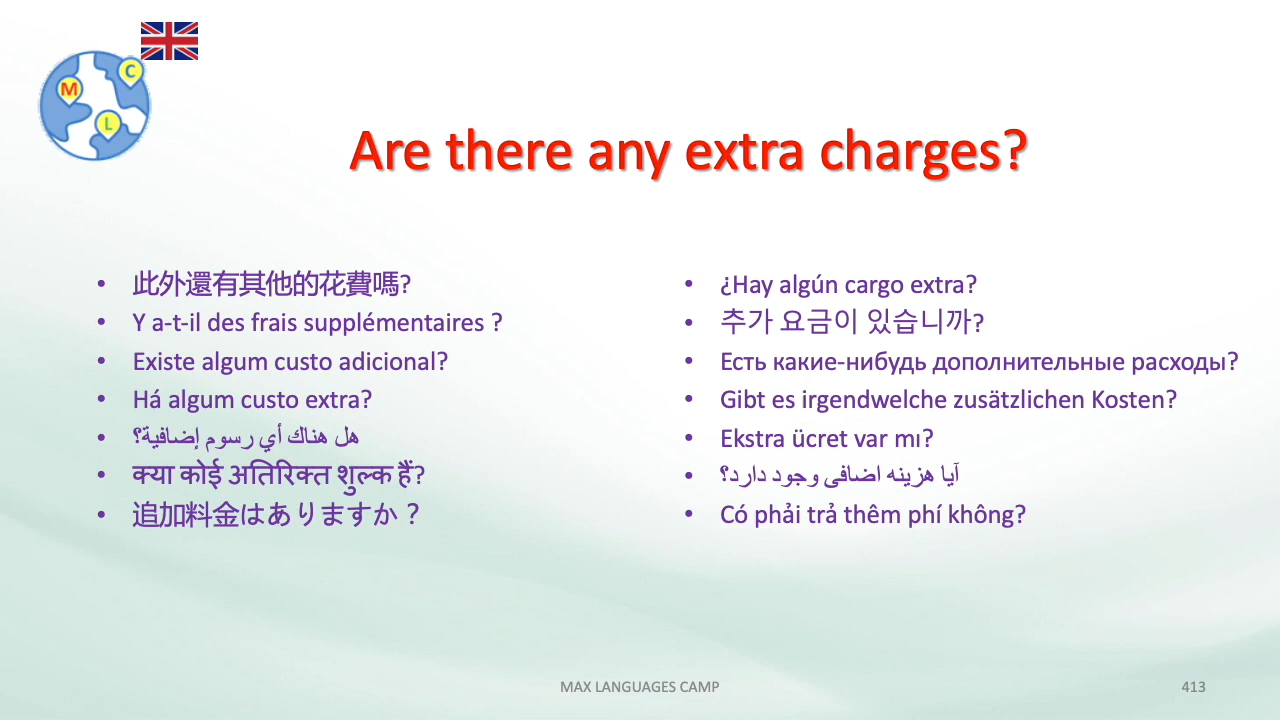 M
C
L
Are there any extra charges?
• 此外還有其他的花費嗎?
• Y a-t-il des frais supplémentaires ?
• Existe algum custo adicional?
• Há algum custo extra?
• هل هناك أي رسوم إضافية؟
• क्या कोई अतिरिक्त शुल्क हैं?
• 追加料金はありますか？
• ¿Hay algún cargo extra?
• 추가 요금이 있습니까?
• Есть какие-нибудь дополнительные расходы?
• Gibt es irgendwelche zusätzlichen Kosten?
• Ekstra ücret var mı?
• آیا هزینه اضافی وجود دارد؟
• Có phải trả thêm phí không?
MAX LANGUAGES CAMP
413